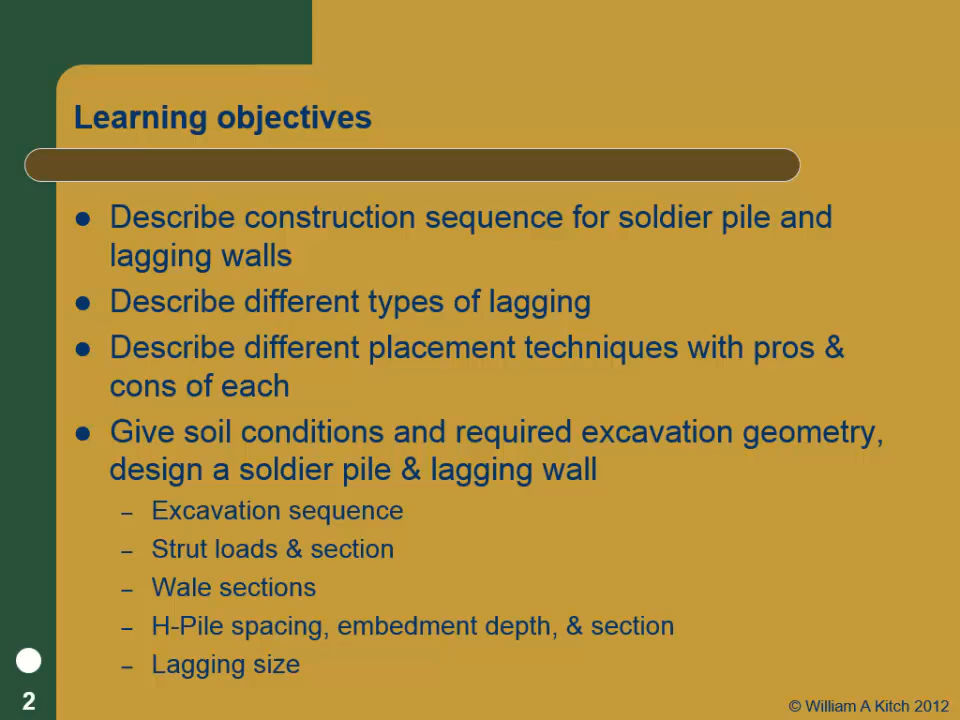 Learning objectives
● Describe construction sequence for soldier pile and
lagging walls
● Describe different types of lagging
● Describe different placement techniques with pros &
cons of each
● Give soil conditions and required excavation geometry,
design a soldier pile & lagging wall
– Excavation sequence
– Strut loads & section
– Wale sections
– H-Pile spacing, embedment depth, & section
– Lagging size
2
© William A Kitch 2012